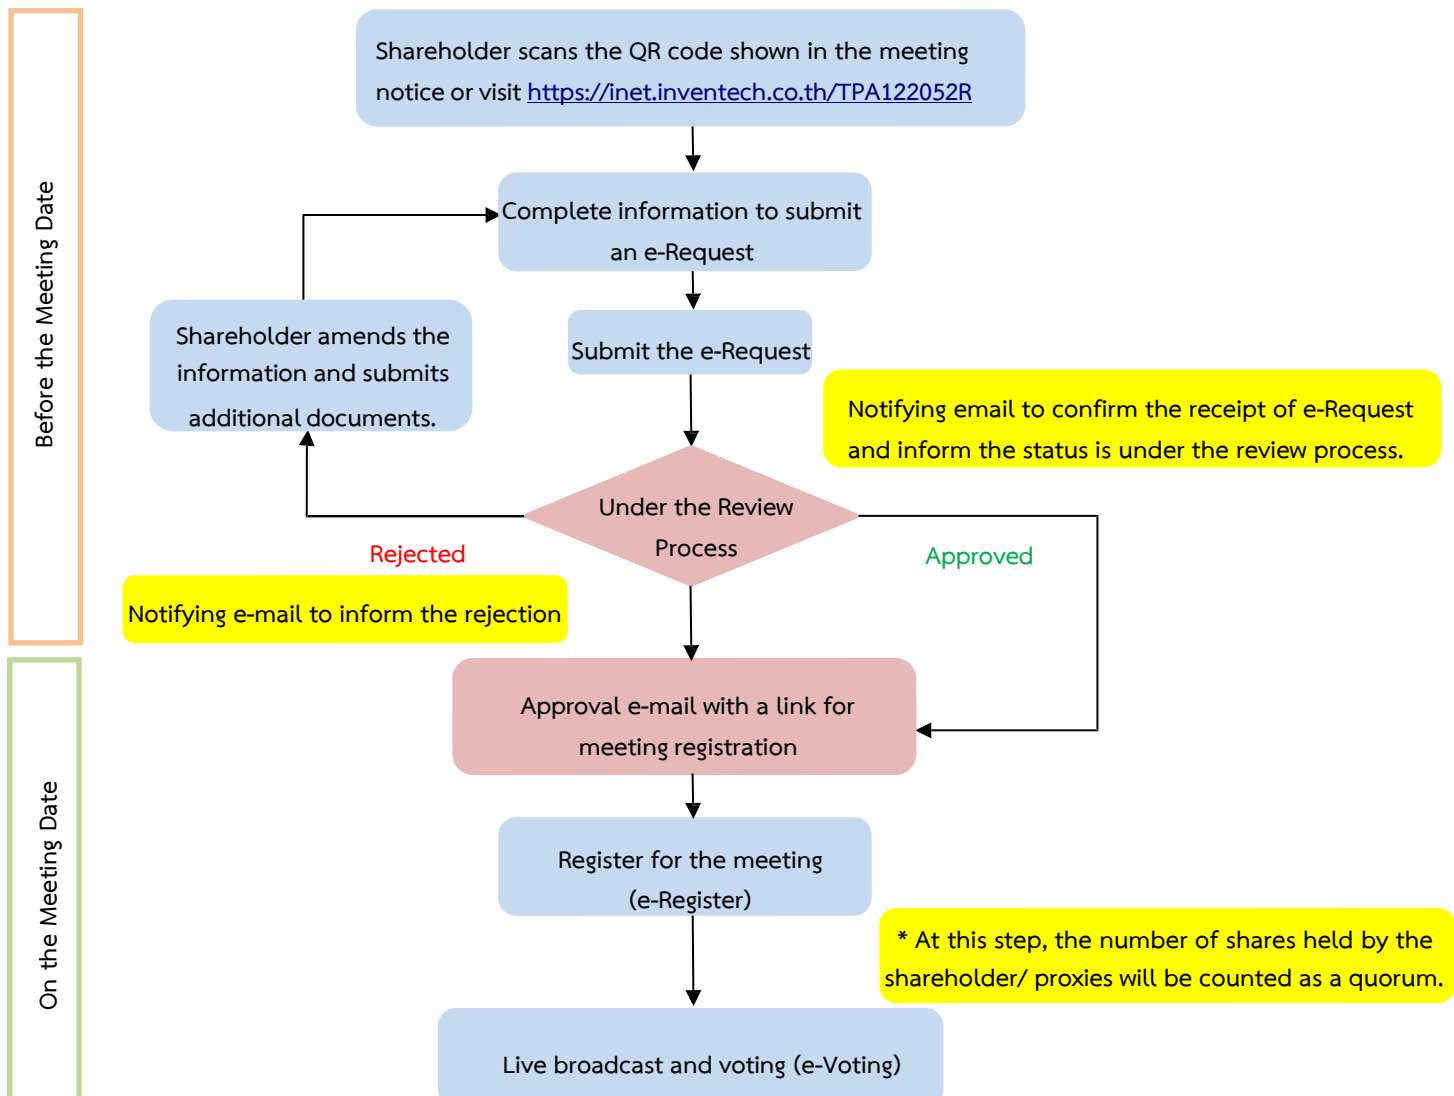 Shareholder scans the QR code shown in the meeting
notice or visit https://inet.inventech.co.th/TPA122052R
Before the Meeting Date
Complete information to submit
an e-Request
Shareholder amends the
information and submits
additional documents.
Submit the e-Request
Notifying email to confirm the receipt of e-Request
and inform the status is under the review process.
Under the Review
Process
Rejected
Approved
Notifying e-mail to inform the rejection
Approval e-mail with a link for
meeting registration
On the Meeting Date
Register for the meeting
(e-Register)
* At this step, the number of shares held by the
shareholder/ proxies will be counted as a quorum.
Live broadcast and voting (e-Voting)